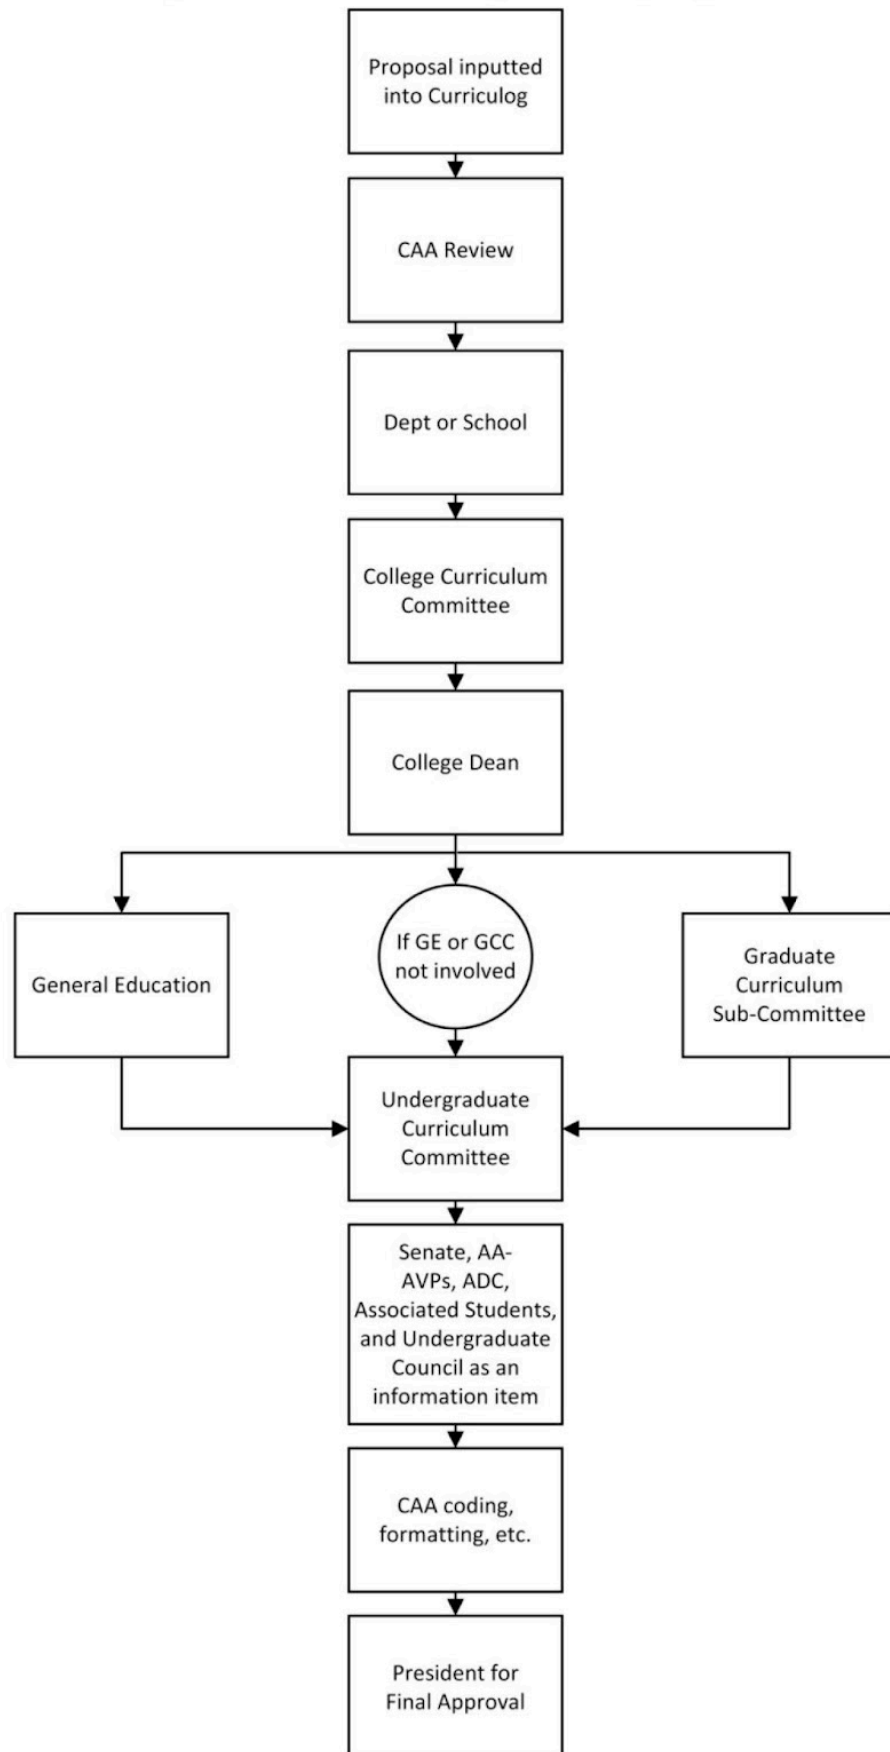 Proposal inputted
into Curriculog
CAA Review
Dept or School
College Curriculum
Committee
College Dean
General Education
If GE or GCC
not involved
Graduate
Curriculum
Sub-Committee
Undergraduate
Curriculum
Committee
Senate, AA-
AVPs, ADC,
Associated Students,
and Undergraduate
Council as an
information item
CAA coding,
formatting, etc.
President for
Final Approval